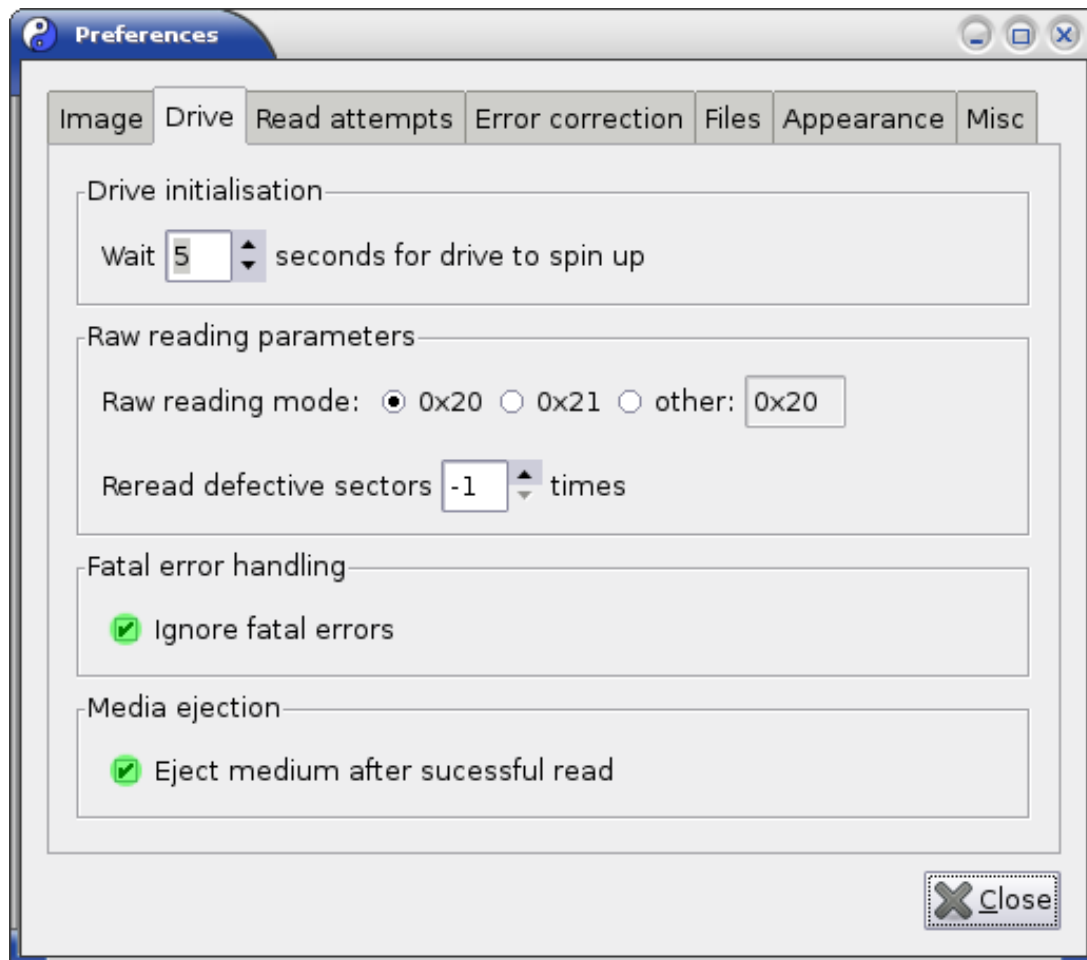 Preferences
Image Drive Read attempts Error correction Files Appearance Misc
Drive initialisation
Wait 5 seconds for drive to spin up
Raw reading parameters
Raw reading mode: 0x20 0x21 other: 0x20
Reread defective sectors -1 times
Fatal error handling
Ignore fatal errors
Media ejection
Eject medium after sucessful read
Close